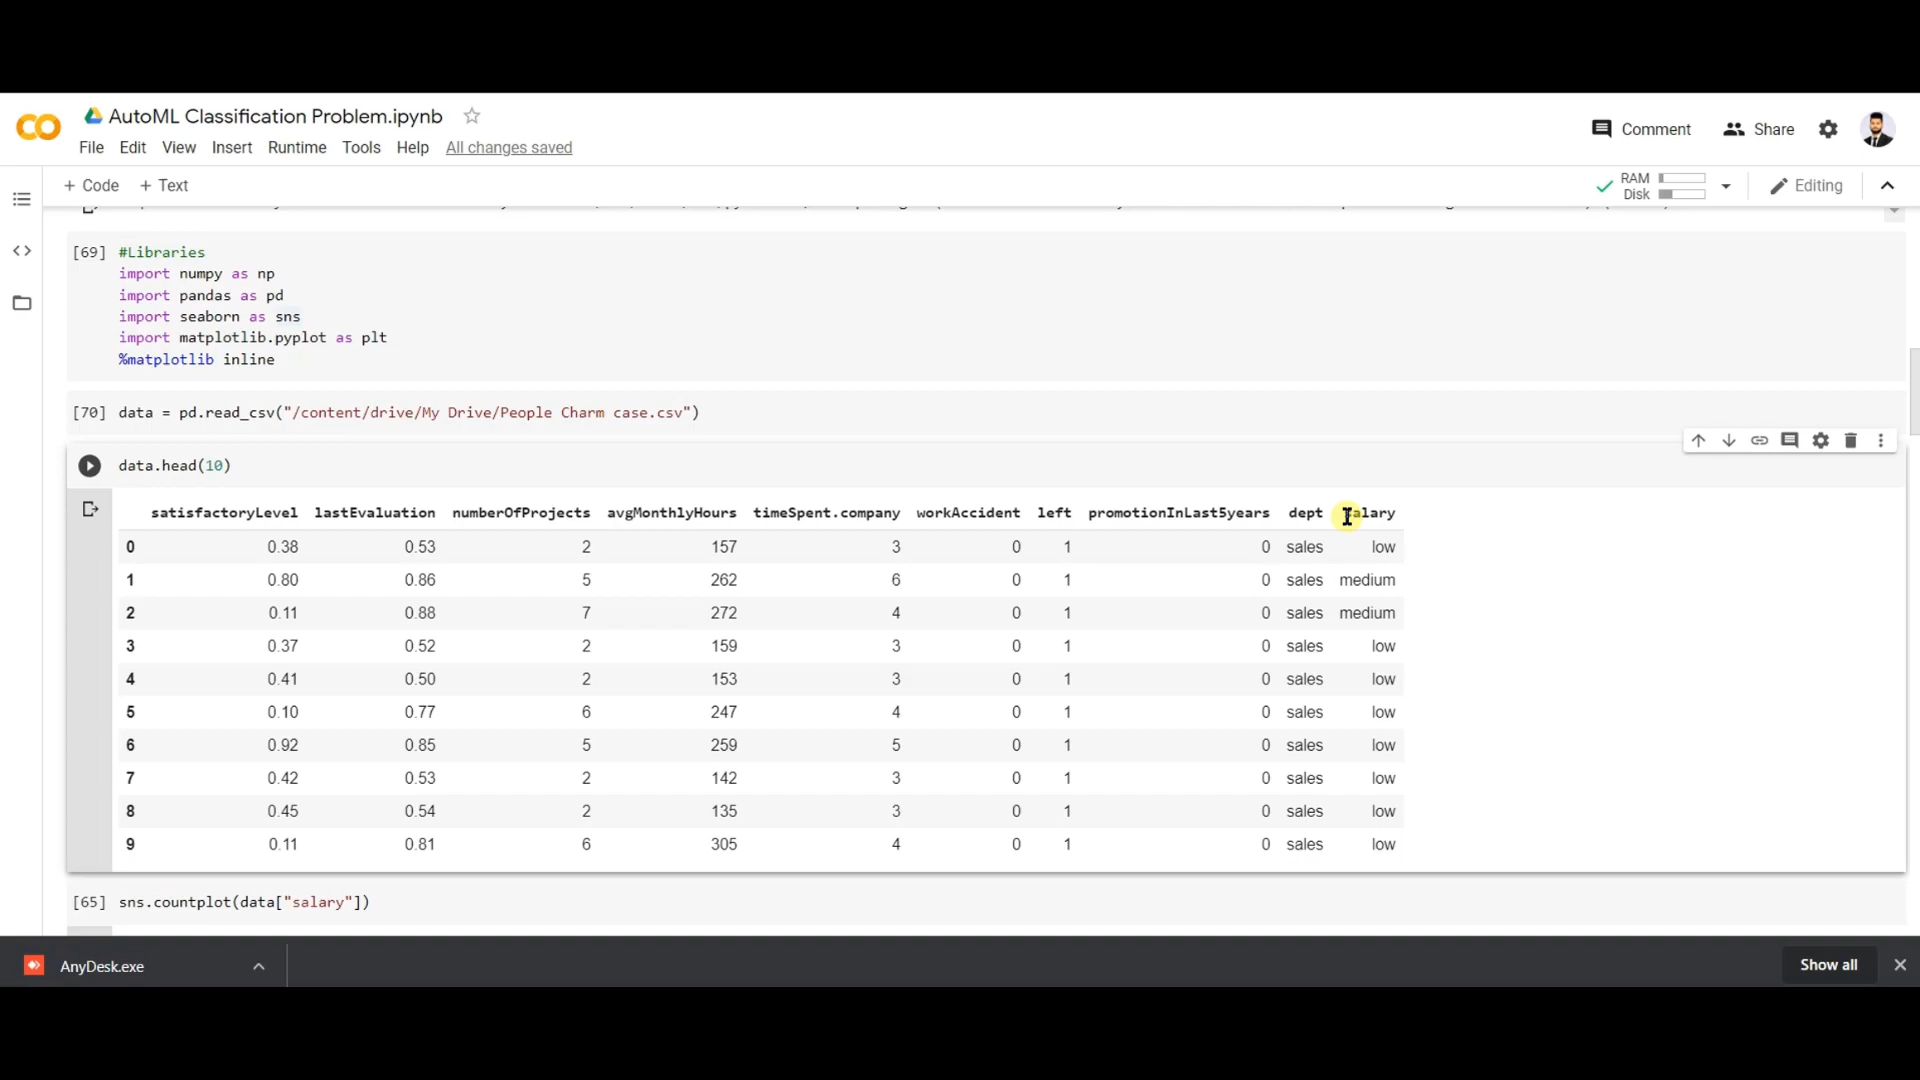 AutoML Classification Problem.ipynb
Comment Share
File Edit View Insert Runtime Tools Help All changes saved
+ Code + Text
RAM
Disk
Editing
[69] #Libraries
import numpy as np
import pandas as pd
import seaborn as sns
import matplotlib.pyplot as plt
%matplotlib inline
[70] data = pd.read_csv("/content/drive/My Drive/People Charm case.csv")
data.head(10)
satisfactoryLevel lastEvaluation numberOfProjects avgMonthlyHours timeSpent.company workAccident left promotionInLast5years dept salary
0 0.38 0.53 2 157 3 0 1 0 sales low
1 0.80 0.86 5 262 6 0 1 0 sales medium
2 0.11 0.88 7 272 4 0 1 0 sales medium
3 0.37 0.52 2 159 3 0 1 0 sales low
4 0.41 0.50 2 153 3 0 1 0 sales low
5 0.10 0.77 6 247 4 0 1 0 sales low
6 0.92 0.85 5 259 5 0 1 0 sales low
7 0.42 0.53 2 142 3 0 1 0 sales low
8 0.45 0.54 2 135 3 0 1 0 sales low
9 0.11 0.81 6 305 4 0 1 0 sales low
[65] sns.countplot(data["salary"])
AnyDesk.exe
Show all